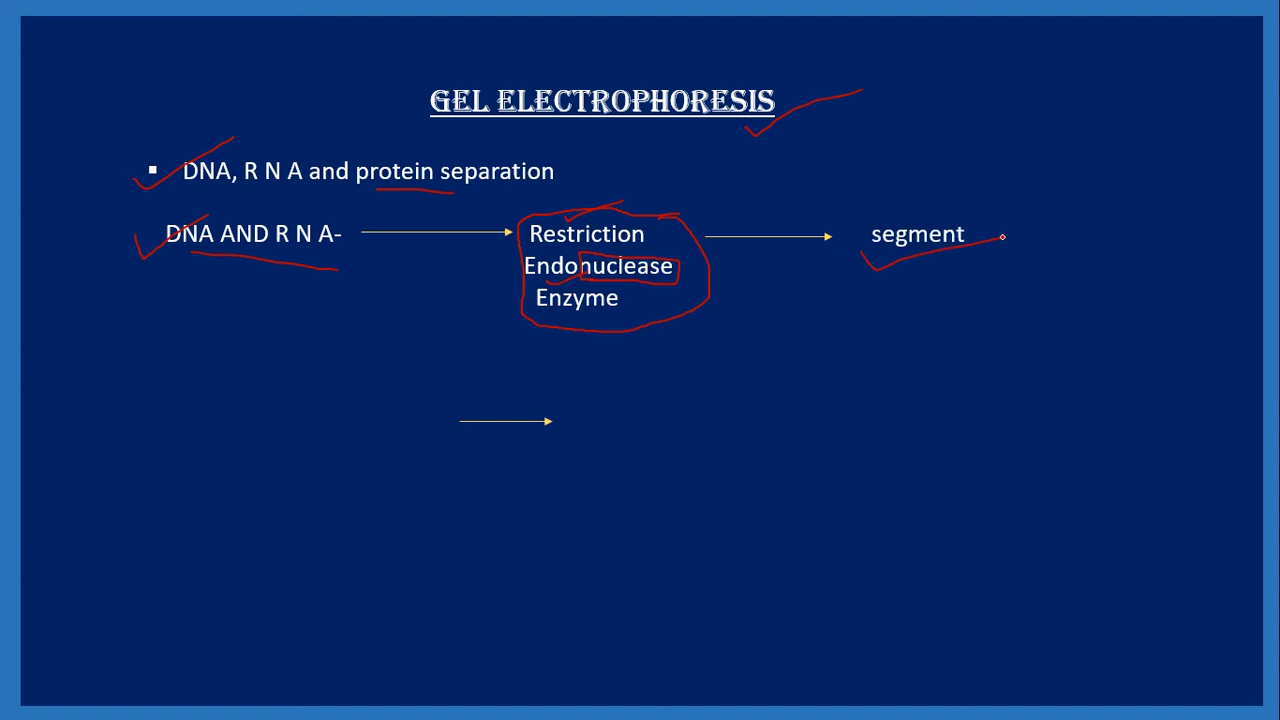 GEL ELECTROPHORESIS
▪ DNA, R N A and protein separation
DNA AND R N A-
Restriction
segment
Endonuclease
Enzyme